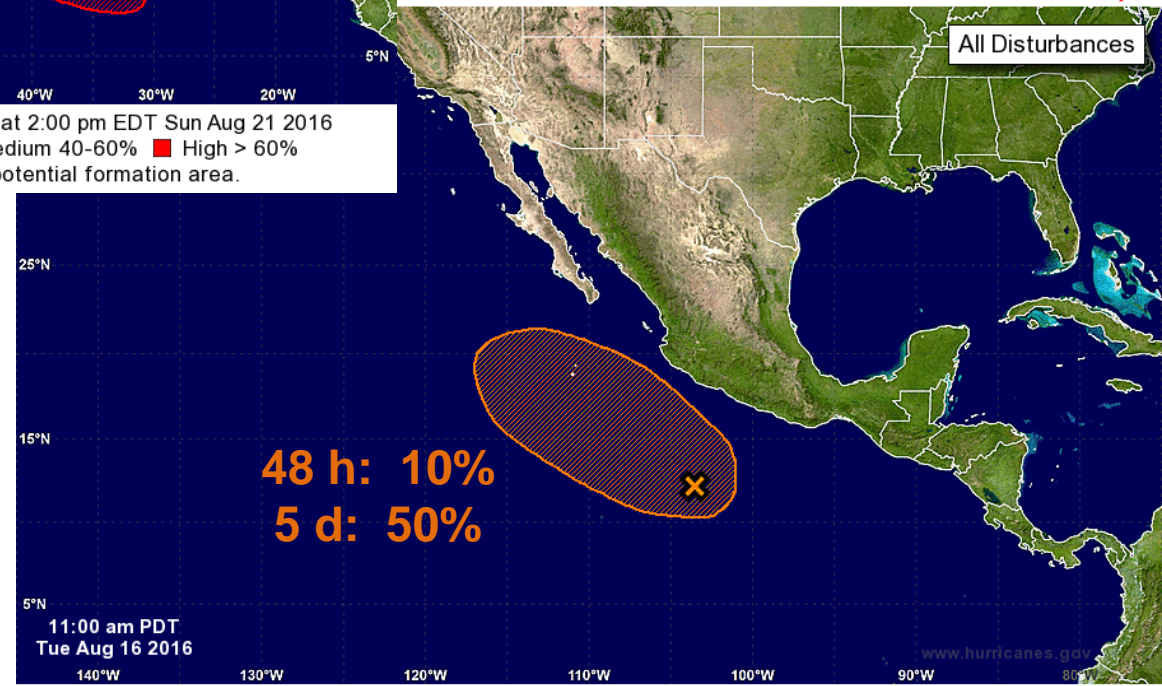 5°N
40°W 30°W 20°W
at 2:00 pm EDT Sun Aug 21 2016
edium 40-60% High > 60%
potential formation area.
All Disturbances
25°N
15°N
48 h: 10%
5 d: 50%
5°N
11:00 am PDT
Tue Aug 16 2016
www.hurricanes.gov
140°W 130°W 120°W 110°W 100°W 90°W 80°W